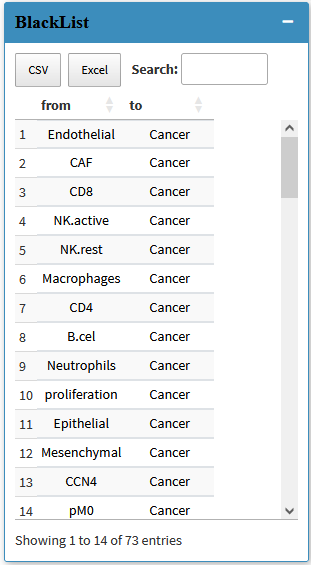 BlackList
CSV Excel Search:
from to
1 Endothelial Cancer
2 CAF Cancer
3 CD8 Cancer
4 NK.active Cancer
5 NK.rest Cancer
6 Macrophages Cancer
7 CD4 Cancer
8 B.cel Cancer
9 Neutrophils Cancer
10 proliferation Cancer
11 Epithelial Cancer
12 Mesenchymal Cancer
13 CCN4 Cancer
14 pM0 Cancer
Showing 1 to 14 of 73 entries